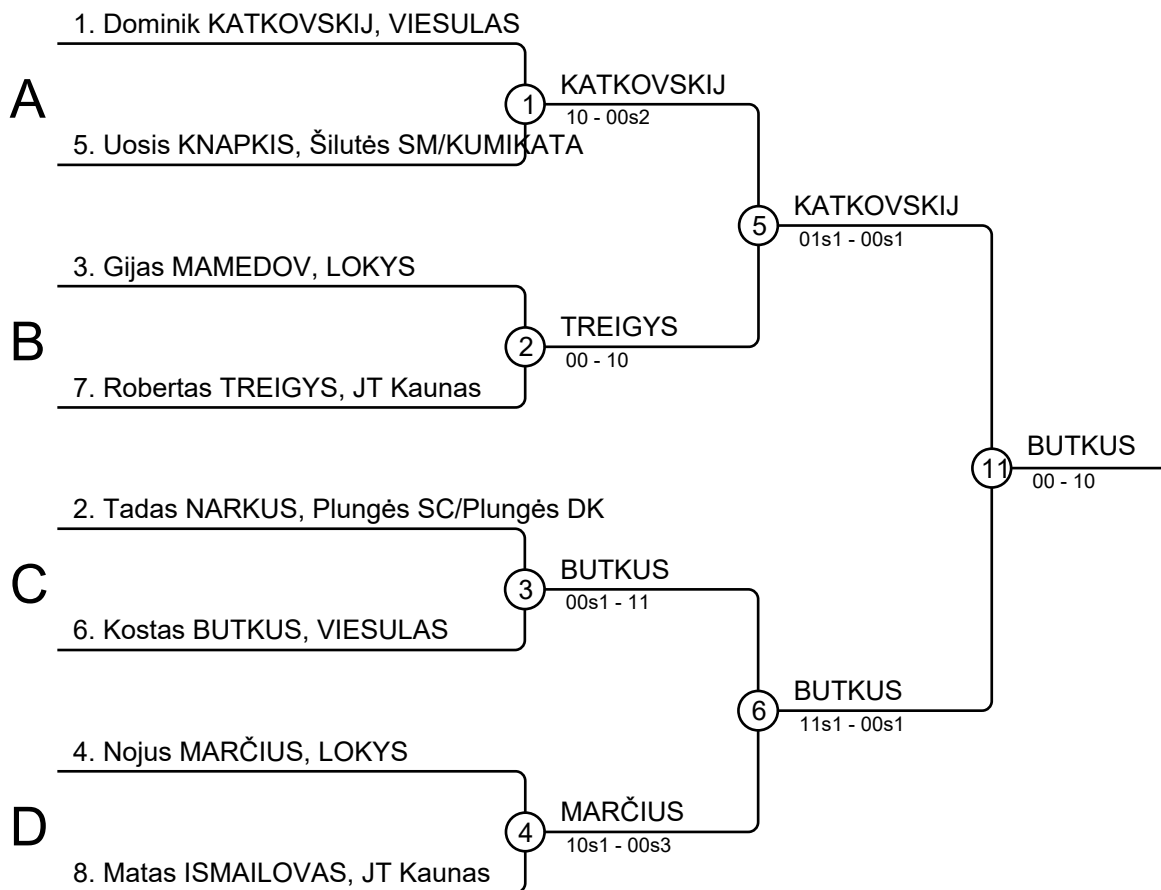 1. Dominik KATKOVSKIJ, VIESULAS
A
1
KATKOVSKIJ
10 - 00s2
5. Uosis KNAPKIS, Šilutės SM/KUMIKATA
5
KATKOVSKIJ
01s1 - 00s1
3. Gijas MAMEDOV, LOKYS
B
2
TREIGYS
00 - 10
7. Robertas TREIGYS, JT Kaunas
11
BUTKUS
00 - 10
2. Tadas NARKUS, Plungės SC/Plungės DK
C
3
BUTKUS
00s1 - 11
6. Kostas BUTKUS, VIESULAS
6
BUTKUS
11s1 - 00s1
4. Nojus MARČIUS, LOKYS
D
4
MARČIUS
10s1 - 00s3
8. Matas ISMAILOVAS, JT Kaunas